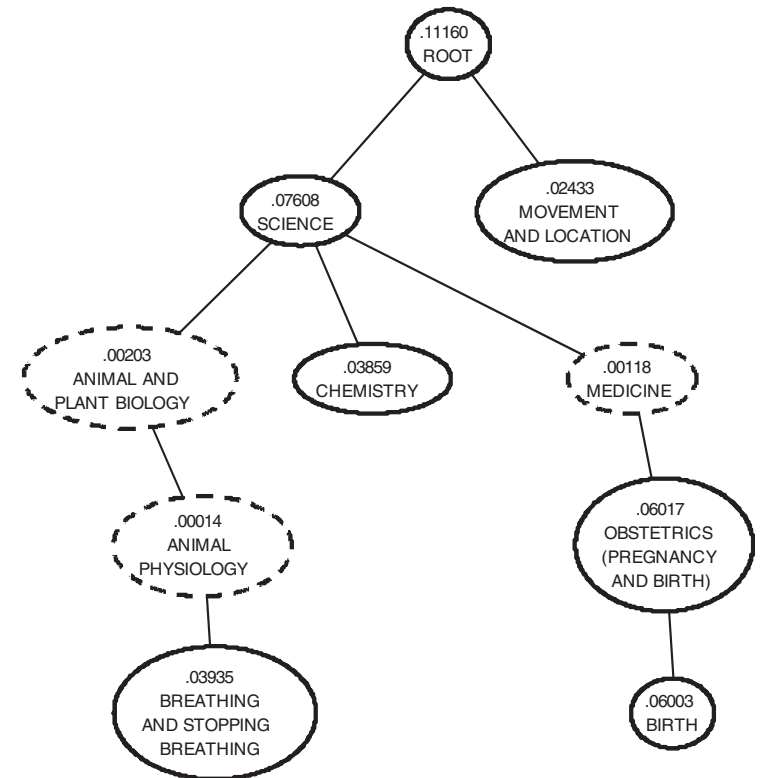 .11160
ROOT
.07608
SCIENCE
.02433
MOVEMENT
AND LOCATION
.00203
ANIMAL AND
PLANT BIOLOGY
.03859
CHEMISTRY
.00118
MEDICINE
.00014
ANIMAL
PHYSIOLOGY
.06017
OBSTETRICS
(PREGNANCY
AND BIRTH)
.03935
BREATHING
AND STOPPING
BREATHING
.06003
BIRTH